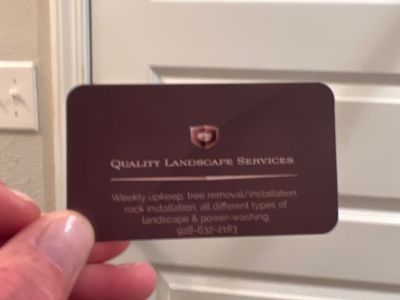 QUALITY LANDSCAPE SERVICES
Weekly upkeep, tree removal/installation,
rock installation, all different types of
landscape & power-washing
928-632-2183